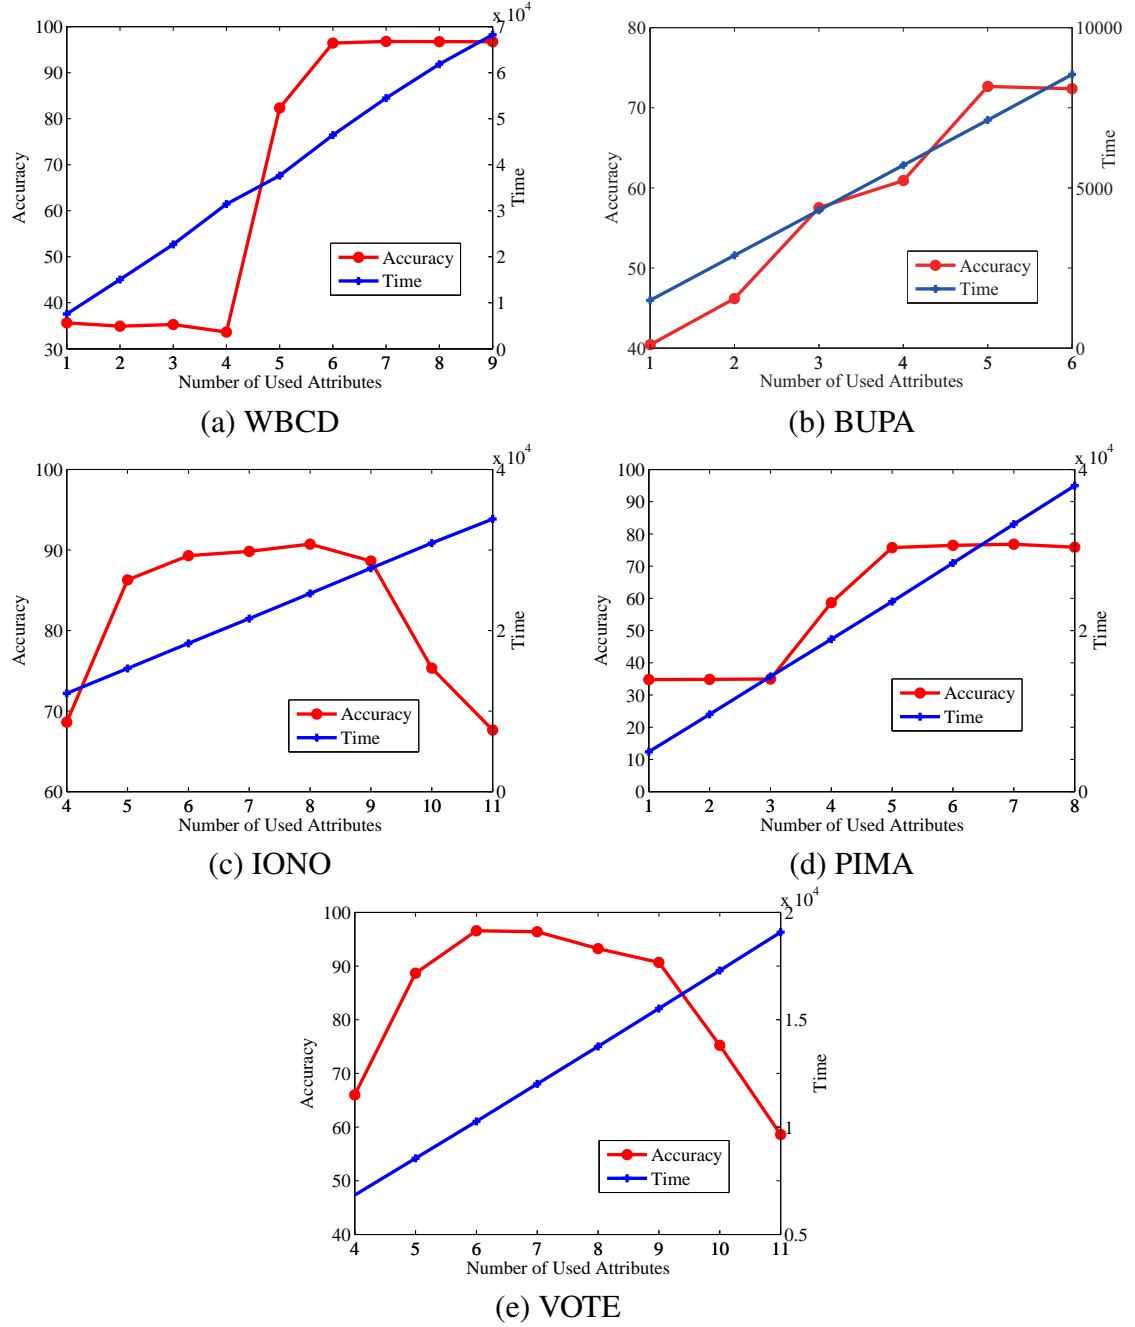 x 10^4
100
90
80
70
60
50
40
30
7
6
5
4
3
2
1
0
Accuracy
Time
Accuracy
Time
1 2 3 4 5 6 7 8 9
Number of Used Attributes
(a) WBCD
80
70
60
50
40
10000
5000
0
Accuracy
Time
Accuracy
Time
1 2 3 4 5 6
Number of Used Attributes
(b) BUPA
x 10^4
100
90
80
70
60
4
2
0
Accuracy
Time
Accuracy
Time
4 5 6 7 8 9 10 11
Number of Used Attributes
(c) IONO
x 10^4
100
90
80
70
60
50
40
30
20
10
0
4
2
0
Accuracy
Time
Accuracy
Time
1 2 3 4 5 6 7 8
Number of Used Attributes
(d) PIMA
x 10^4
100
90
80
70
60
50
40
2
1.5
1
0.5
Accuracy
Time
Accuracy
Time
4 5 6 7 8 9 10 11
Number of Used Attributes
(e) VOTE